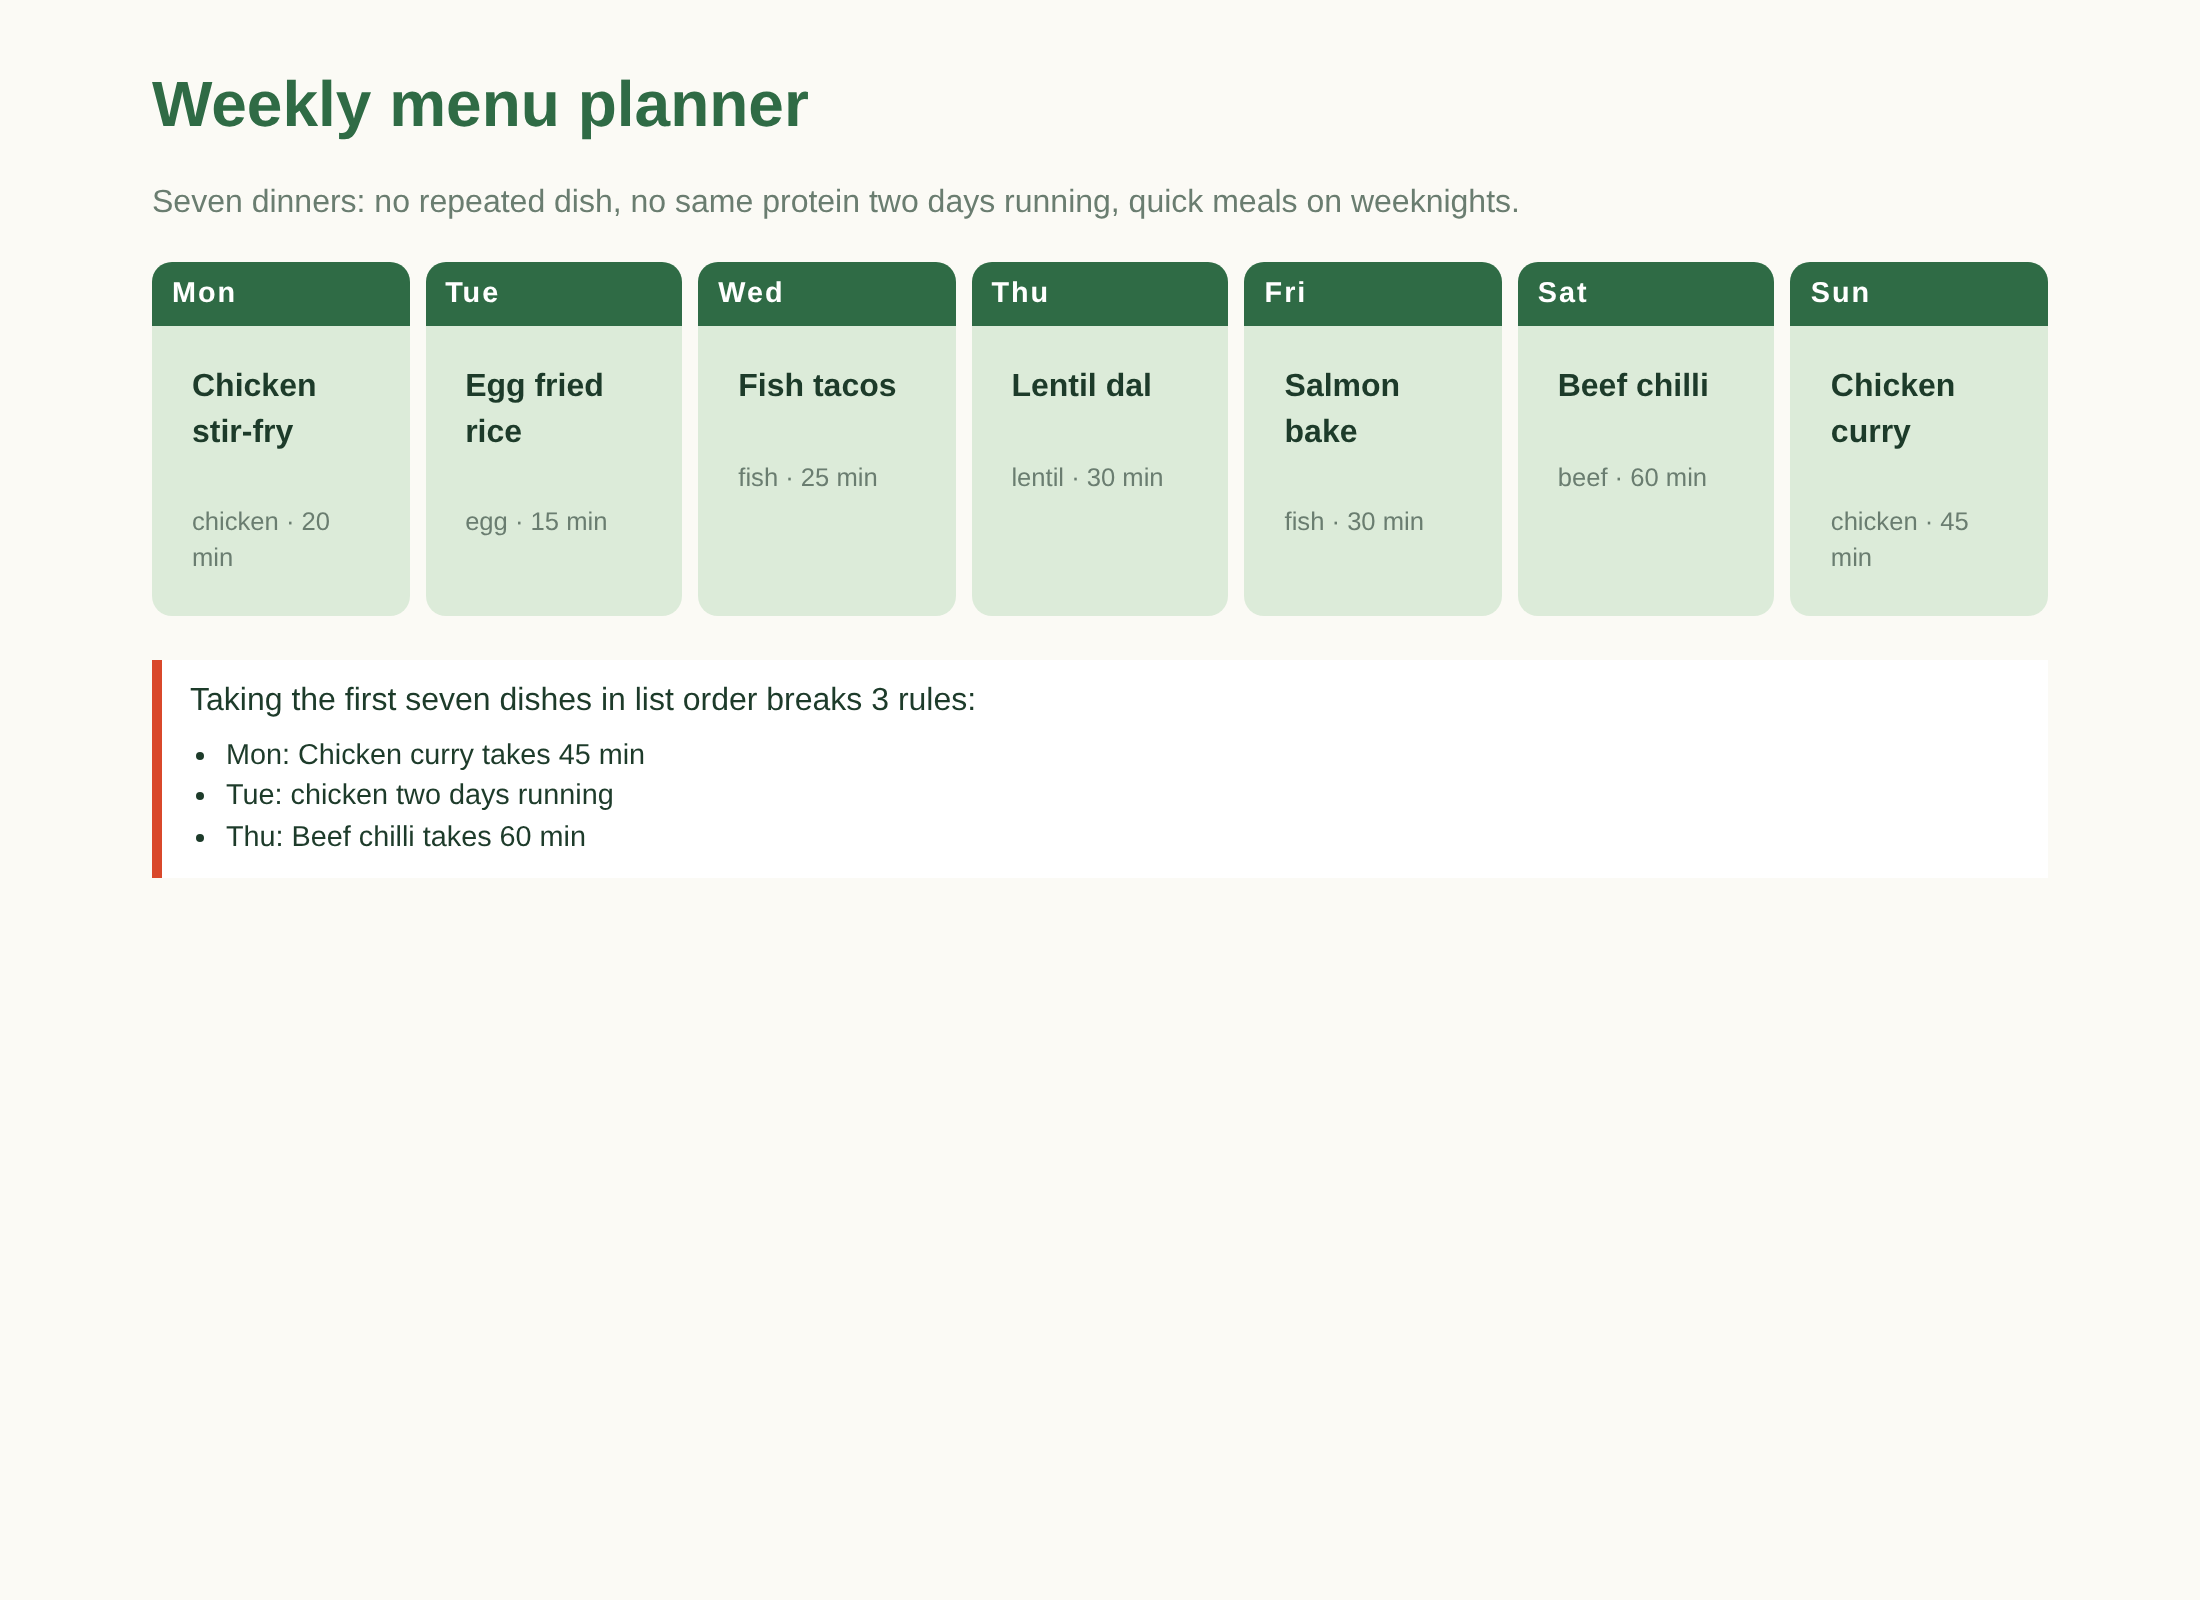 Weekly menu planner
Seven dinners: no repeated dish, no same protein two days running, quick meals on weeknights.
Mon
Chicken
stir-fry
chicken · 20
min
Tue
Egg fried
rice
egg · 15 min
Wed
Fish tacos
fish · 25 min
Thu
Lentil dal
lentil · 30 min
Fri
Salmon
bake
fish · 30 min
Sat
Beef chilli
beef · 60 min
Sun
Chicken
curry
chicken · 45
min
Taking the first seven dishes in list order breaks 3 rules:
• Mon: Chicken curry takes 45 min
• Tue: chicken two days running
• Thu: Beef chilli takes 60 min